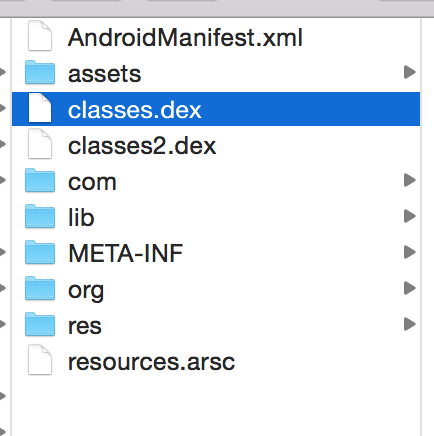 AndroidManifest.xml
assets
classes.dex
classes2.dex
com
lib
META-INF
org
res
resources.arsc